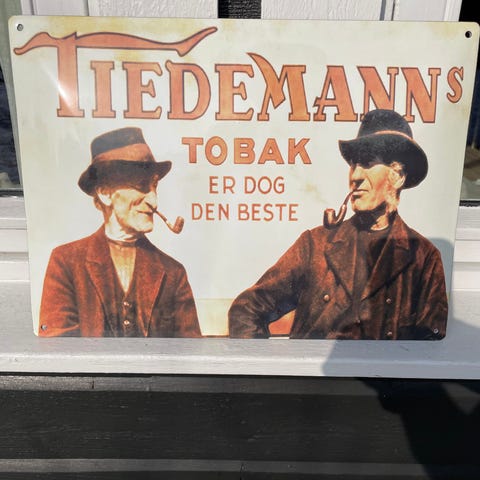 TIEDEMANNS
TOBAK
ER DOG
DEN BESTE